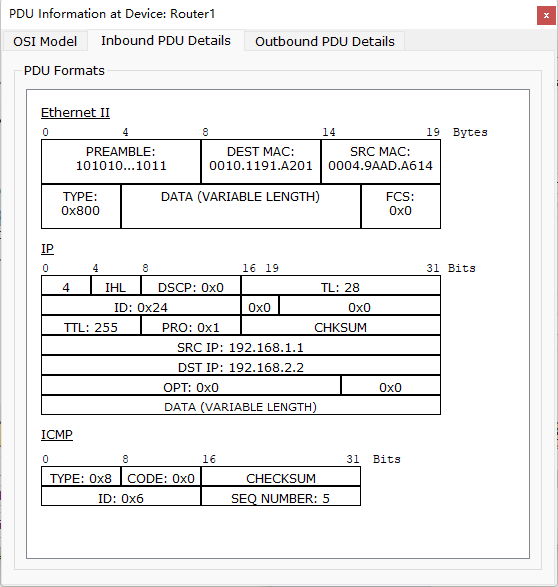 PDU Information at Device: Router1
x
OSI Model Inbound PDU Details Outbound PDU Details
PDU Formats
Ethernet II
0 4 8 14 19 Bytes
PREAMBLE: DEST MAC: SRC MAC:
101010...1011 0010.1191.A201 0004.9AAD.A614
TYPE: DATA (VARIABLE LENGTH) FCS:
0x800 0x0
IP
0 4 8 16 19 31 Bits
4 IHL DSCP: 0x0 TL: 28
ID: 0x24 0x0 0x0
TTL: 255 PRO: 0x1 CHKSUM
SRC IP: 192.168.1.1
DST IP: 192.168.2.2
OPT: 0x0 0x0
DATA (VARIABLE LENGTH)
ICMP
0 8 16 31 Bits
TYPE: 0x8 CODE: 0x0 CHECKSUM
ID: 0x6 SEQ NUMBER: 5